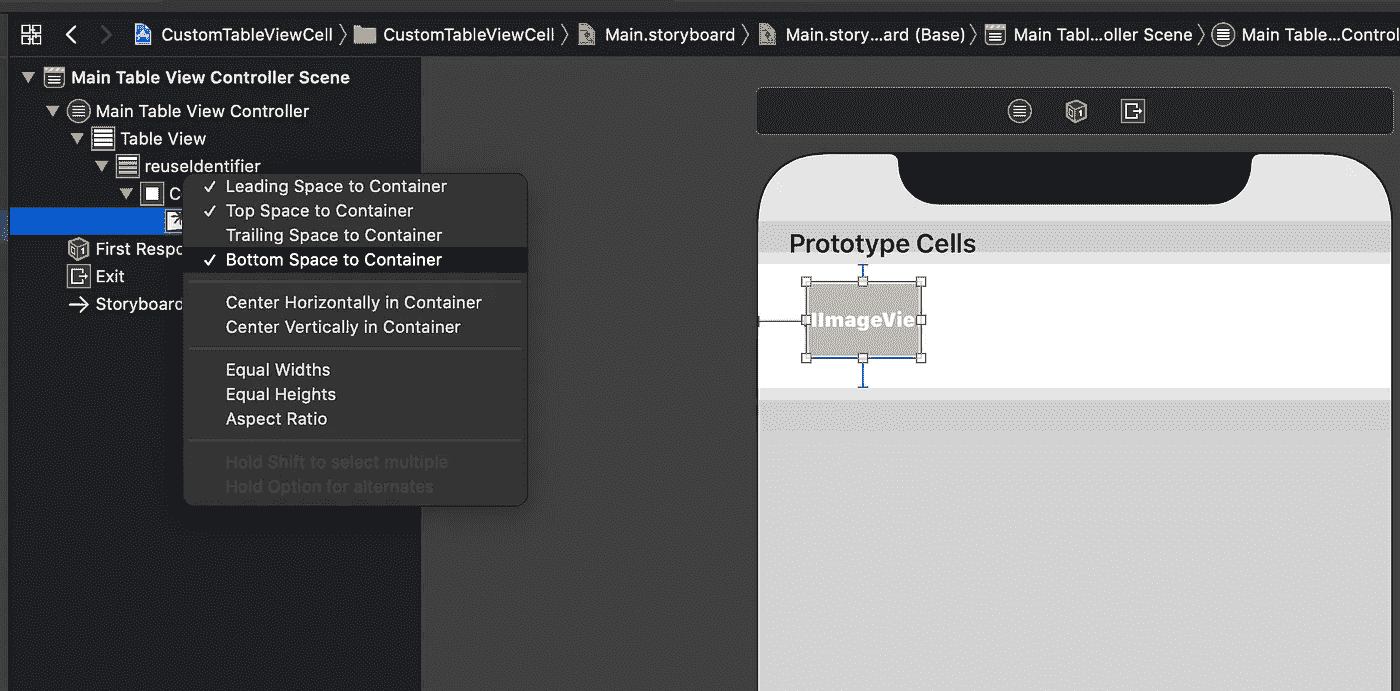 CustomTableViewCell CustomTableViewCell Main.storyboard Main.story...ard (Base) Main Tabl...oller Scene Main Table...Control
Main Table View Controller Scene
Main Table View Controller
Table View
reuseIdentifier
C
First Respo
Exit
Storyboard
Leading Space to Container
Top Space to Container
Trailing Space to Container
Bottom Space to Container
Center Horizontally in Container
Center Vertically in Container
Equal Widths
Equal Heights
Aspect Ratio
Hold Shift to select multiple
Hold Option for alternates
Prototype Cells
lImageVie